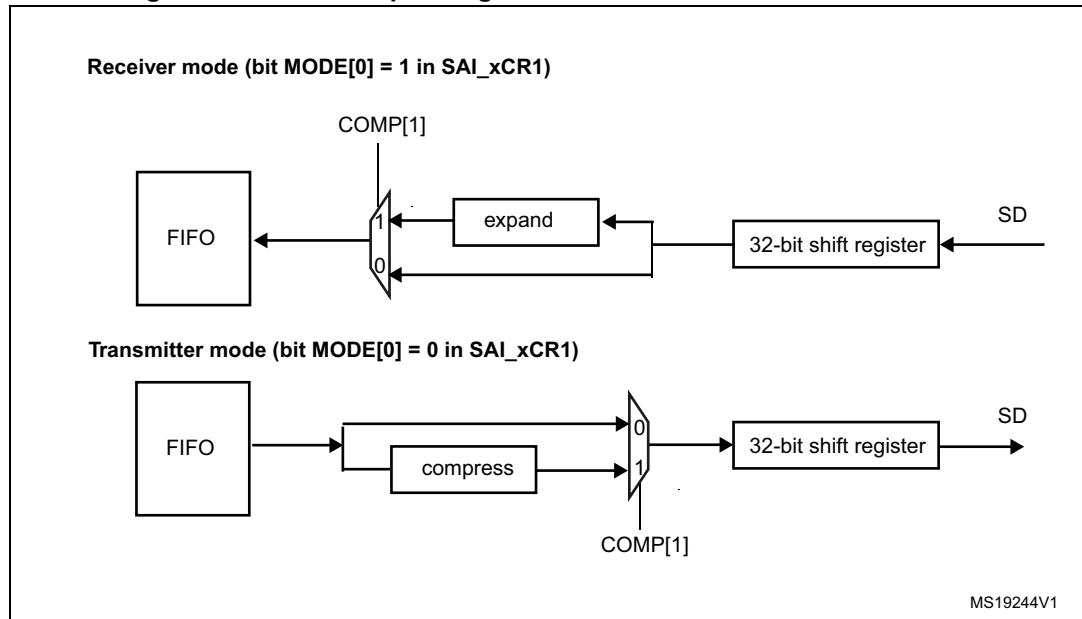 Receiver mode (bit MODE[0] = 1 in SAI_xCR1)
COMP[1]
FIFO
1
0
expand
32-bit shift register
SD
Transmitter mode (bit MODE[0] = 0 in SAI_xCR1)
FIFO
compress
0
1
COMP[1]
32-bit shift register
SD
MS19244V1